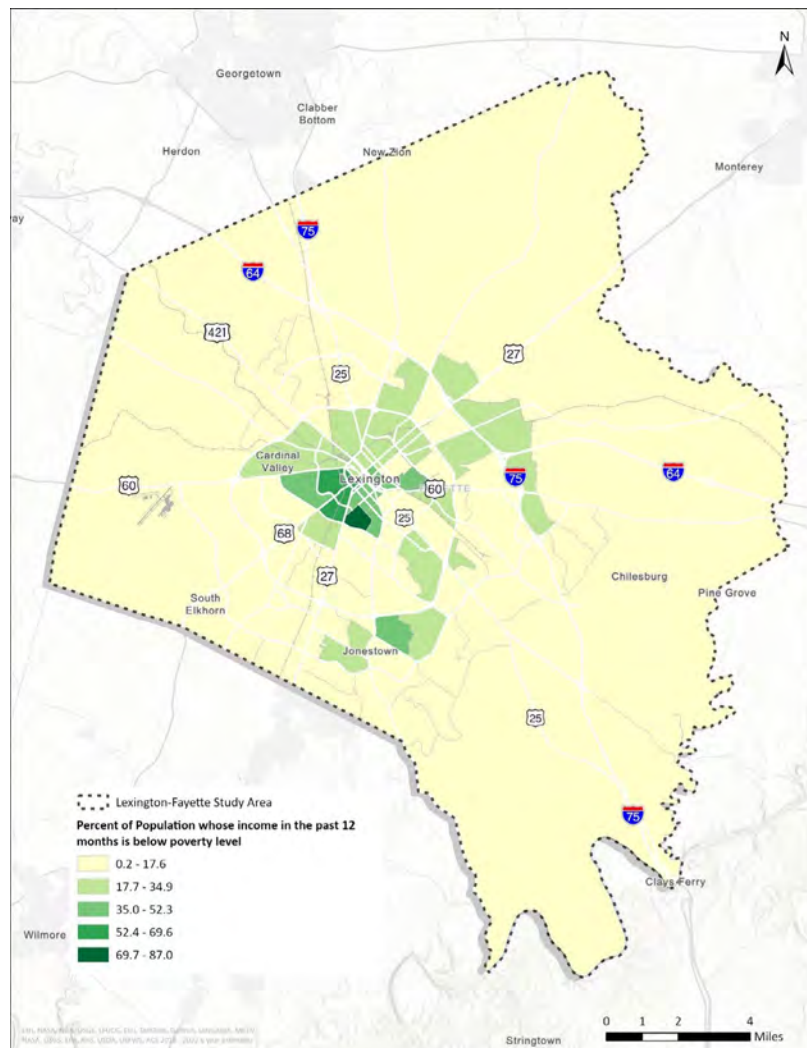 N
Georgetown
Clabber
Bottom
Herdon
New Zion
Monterey
way
75
64
421
27
25
Cardinal
Valley
Lexington
60
60
TTE
75
64
25
68
27
Chilesburg
Pine Grove
South
Elkhorn
Jonestown
25
75
Clays Ferry
Lexington-Fayette Study Area
Percent of Population whose income in the past 12
months is below poverty level
0.2 - 17.6
17.7 - 34.9
35.0 - 52.3
52.4 - 69.6
69.7 - 87.0
Wilmore
0 1 2 4
Miles
Stringtown